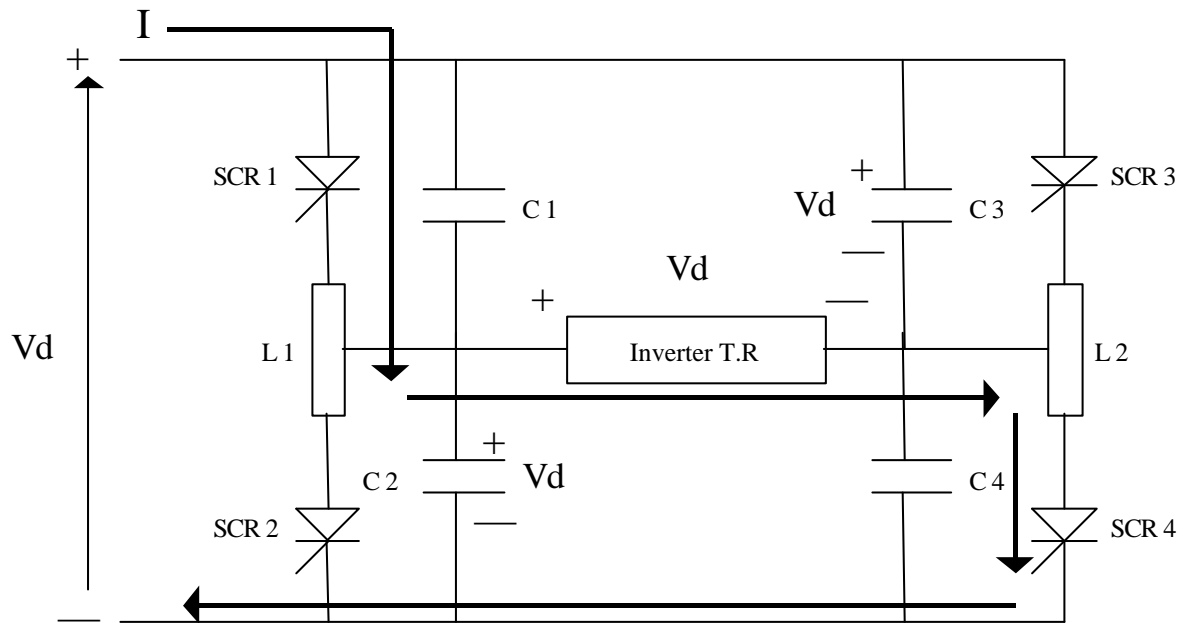 I
+
SCR 1
SCR 3
+
C 1
Vd
C 3
—
Vd
+
—
Vd
L 1
Inverter T.R
L 2
+
C 2
Vd
C 4
—
SCR 2
SCR 4
—